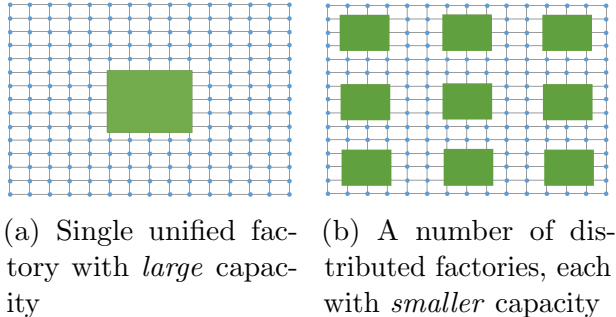 (a) Single unified fac-
tory with large capac-
ity
(b) A number of dis-
tributed factories, each
with smaller capacity